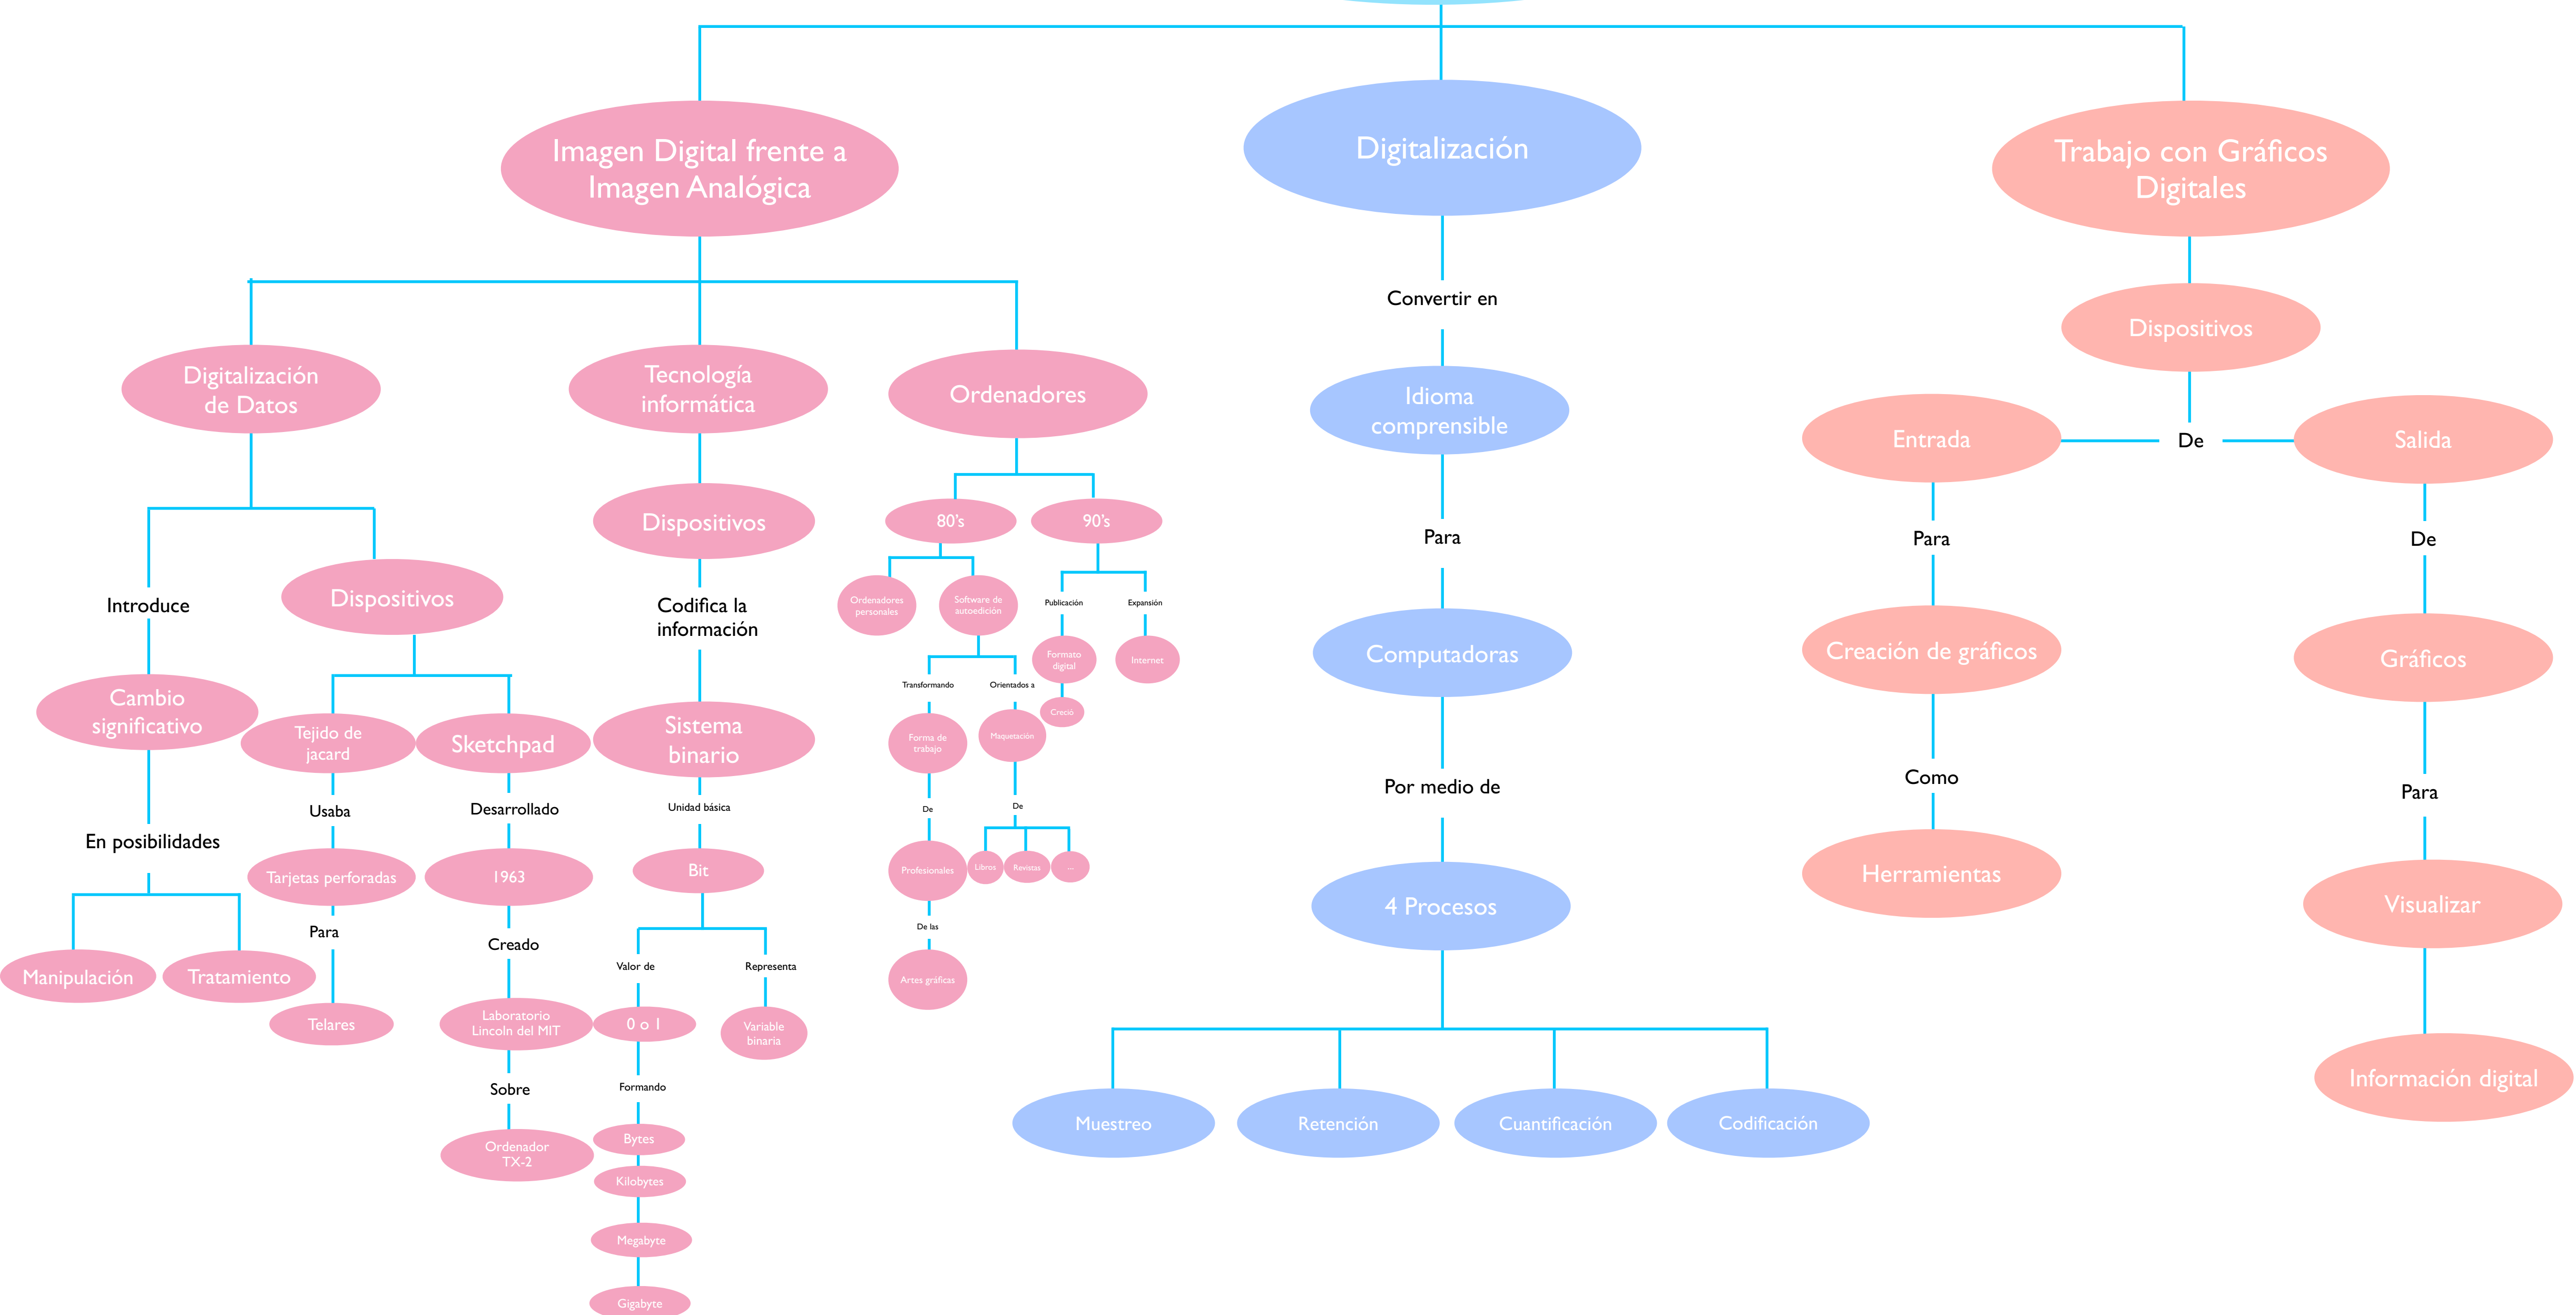 Imagen Digital frente a
Imagen Analógica
Digitalización
de Datos
Introduce
Cambio
significativo
En posibilidades
Manipulación
Tratamiento
Dispositivos
Tejido de
jacard
Usaba
Tarjetas perforadas
Para
Telares
Sketchpad
Desarrollado
1963
Creado
Laboratorio
Lincoln del MIT
Sobre
Ordenador
TX-2
Tecnología
informática
Dispositivos
Codifica la
información
Sistema
binario
Unidad básica
Bit
Valor de
0 o 1
Formando
Bytes
Kilobytes
Megabyte
Gigabyte
Representa
Variable
binaria
Ordenadores
80's
Ordenadores
personales
Software de
autoedición
Transformando
Forma de
trabajo
De
Profesionales
De las
Artes gráficas
Orientados a
Maquetación
De
Libros
Revistas
...
90's
Publicación
Formato
digital
Creció
Expansión
Internet
Digitalización
Convertir en
Idioma
comprensible
Para
Computadoras
Por medio de
4 Procesos
Muestreo
Retención
Cuantificación
Codificación
Trabajo con Gráficos
Digitales
Dispositivos
De
Entrada
Para
Creación de gráficos
Como
Herramientas
Salida
De
Gráficos
Para
Visualizar
Información digital